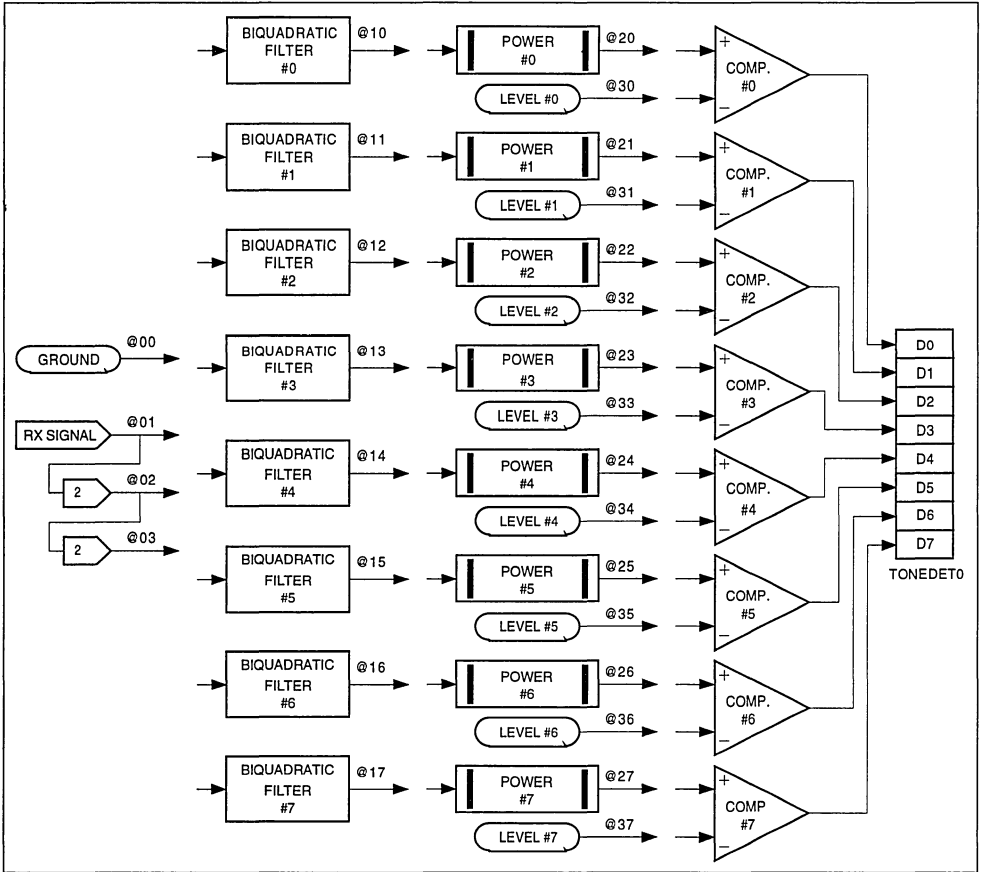 BIQUADRATIC
FILTER
#0
@10
POWER
#0
@20
LEVEL #0
@30
+
−
COMP.
#0
BIQUADRATIC
FILTER
#1
@11
POWER
#1
@21
LEVEL #1
@31
+
−
COMP.
#1
BIQUADRATIC
FILTER
#2
@12
POWER
#2
@22
LEVEL #2
@32
+
−
COMP.
#2
GROUND
@00
BIQUADRATIC
FILTER
#3
@13
POWER
#3
@23
LEVEL #3
@33
+
−
COMP.
#3
RX SIGNAL
@01
2
@02
2
@03
BIQUADRATIC
FILTER
#4
@14
POWER
#4
@24
LEVEL #4
@34
+
−
COMP.
#4
BIQUADRATIC
FILTER
#5
@15
POWER
#5
@25
LEVEL #5
@35
+
−
COMP.
#5
BIQUADRATIC
FILTER
#6
@16
POWER
#6
@26
LEVEL #6
@36
+
−
COMP.
#6
BIQUADRATIC
FILTER
#7
@17
POWER
#7
@27
LEVEL #7
@37
+
−
COMP
#7
D0
D1
D2
D3
D4
D5
D6
D7
TONEDET0